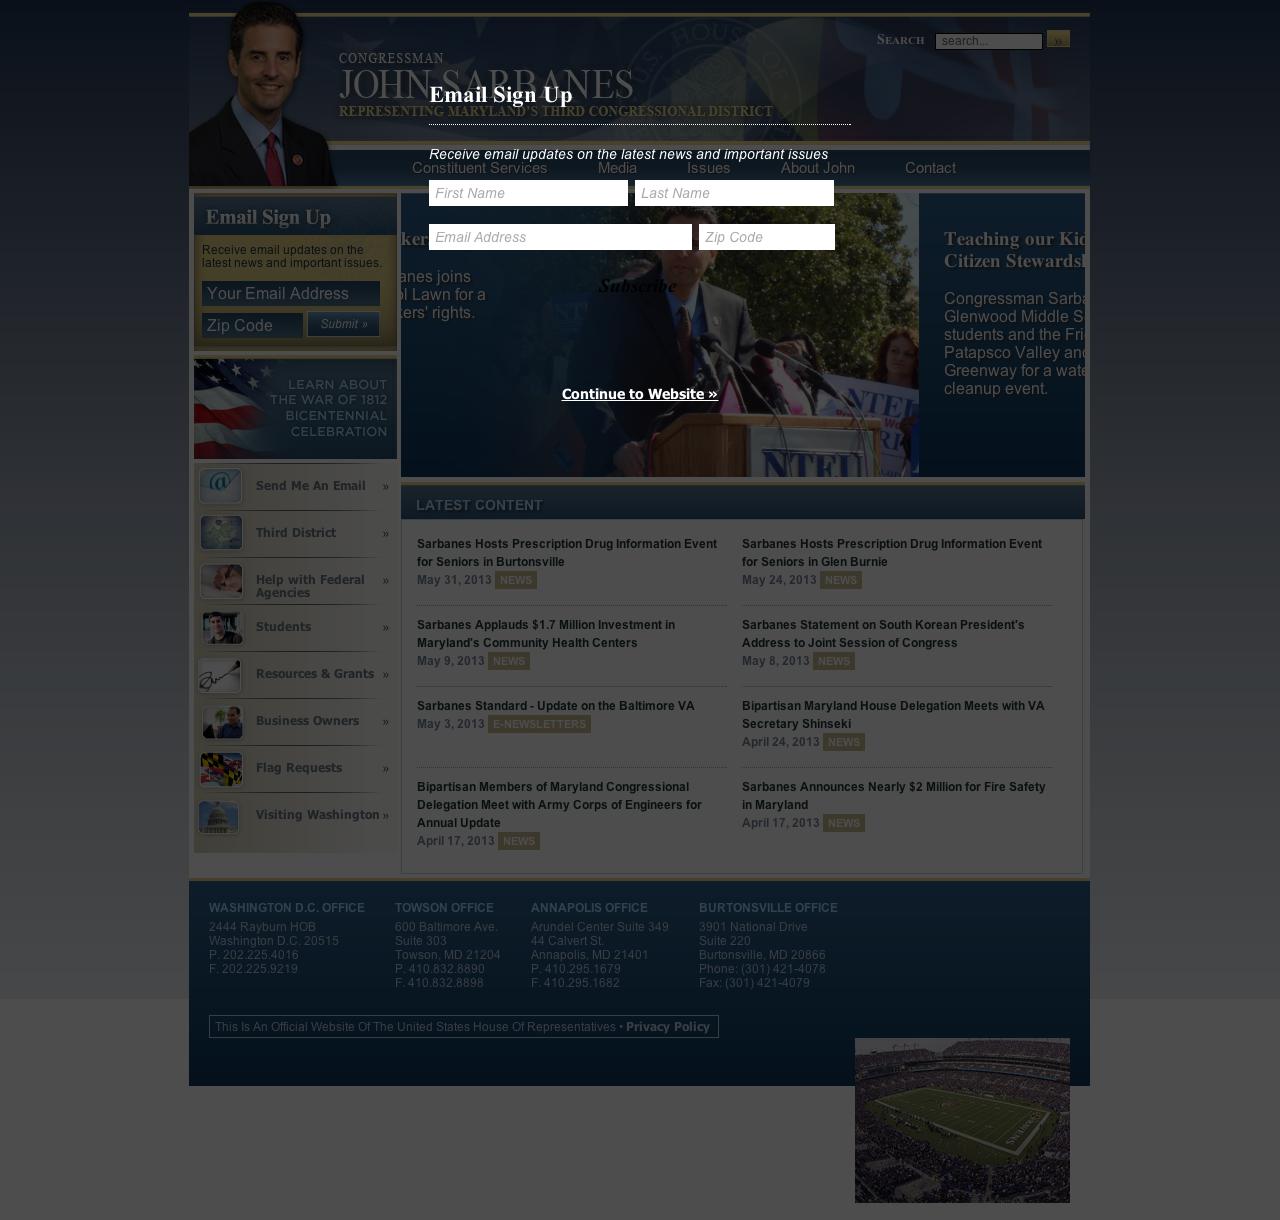 SEARCH
search...
»
CONGRESSMAN
JOHN SARBANES
REPRESENTING MARYLAND'S THIRD CONGRESSIONAL DISTRICT
Email Sign Up
Receive email updates on the latest news and important issues
Constituent Services
Media
Issues
About John
Contact
First Name
Last Name
Email Address
Zip Code
Subscribe
Continue to Website »
Email Sign Up
Receive email updates on the
latest news and important issues.
Your Email Address
Zip Code
Submit »
anes joins
ol Lawn for a
kers' rights.
NTEU
Teaching our Kid
Citizen Stewardsh
Congressman Sarba
Glenwood Middle S
students and the Frie
Patapsco Valley and
Greenway for a wate
cleanup event.
LEARN ABOUT
THE WAR OF 1812
BICENTENNIAL
CELEBRATION
Send Me An Email »
Third District »
Help with Federal »
Agencies
Students »
Resources & Grants »
Business Owners »
Flag Requests »
Visiting Washington »
LATEST CONTENT
Sarbanes Hosts Prescription Drug Information Event
for Seniors in Burtonsville
May 31, 2013 NEWS
Sarbanes Hosts Prescription Drug Information Event
for Seniors in Glen Burnie
May 24, 2013 NEWS
Sarbanes Applauds $1.7 Million Investment in
Maryland's Community Health Centers
May 9, 2013 NEWS
Sarbanes Statement on South Korean President's
Address to Joint Session of Congress
May 8, 2013 NEWS
Sarbanes Standard - Update on the Baltimore VA
May 3, 2013 E-NEWSLETTERS
Bipartisan Maryland House Delegation Meets with VA
Secretary Shinseki
April 24, 2013 NEWS
Bipartisan Members of Maryland Congressional
Delegation Meet with Army Corps of Engineers for
Annual Update
April 17, 2013 NEWS
Sarbanes Announces Nearly $2 Million for Fire Safety
in Maryland
April 17, 2013 NEWS
WASHINGTON D.C. OFFICE
2444 Rayburn HOB
Washington D.C. 20515
P. 202.225.4016
F. 202.225.9219
TOWSON OFFICE
600 Baltimore Ave.
Suite 303
Towson, MD 21204
P. 410.832.8890
F. 410.832.8898
ANNAPOLIS OFFICE
Arundel Center Suite 349
44 Calvert St.
Annapolis, MD 21401
P. 410.295.1679
F. 410.295.1682
BURTONSVILLE OFFICE
3901 National Drive
Suite 220
Burtonsville, MD 20866
Phone: (301) 421-4078
Fax: (301) 421-4079
This Is An Official Website Of The United States House Of Representatives • Privacy Policy